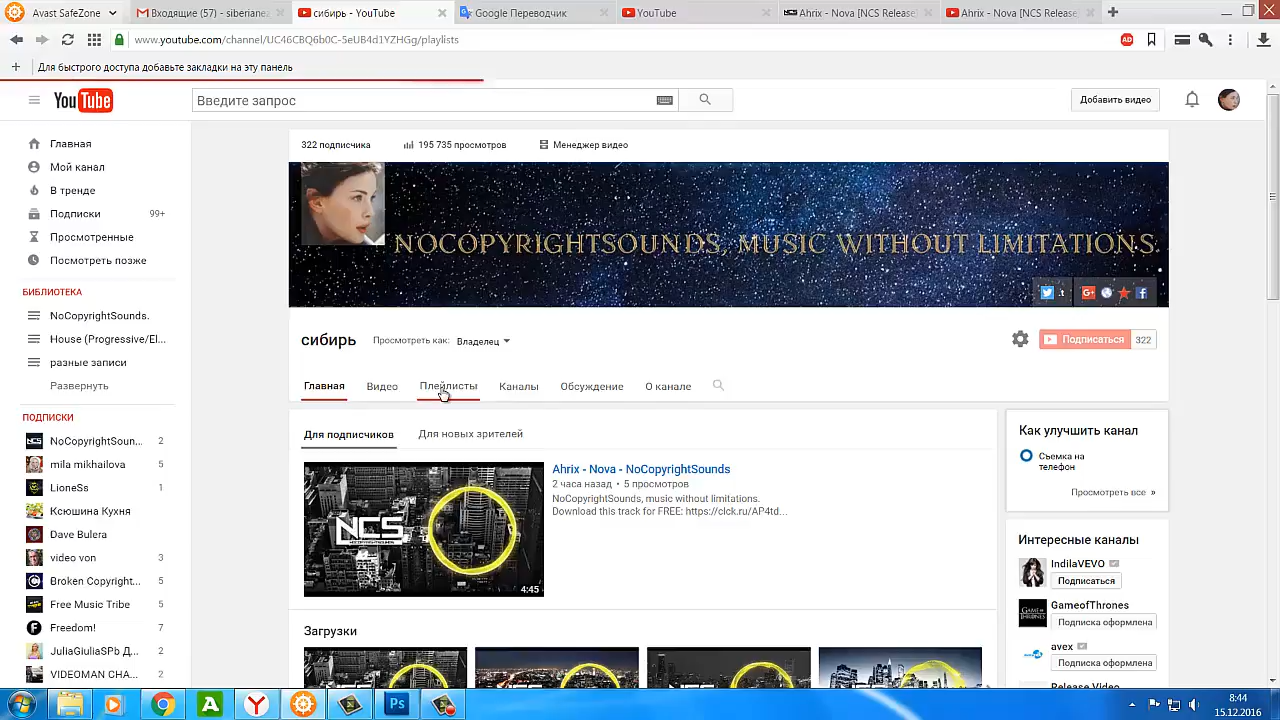 Avast SafeZone
Входящие (57) - siberianez
сибирь - YouTube
Google Переводчик
YouTube
Ahrix - Nova [NCS Release]
Ahrix - Nova [NCS Release]
www.youtube.com/channel/UC46CBQ6b0C-5eUB4d1YZHGg/playlists
AD
Для быстрого доступа добавьте закладки на эту панель
YouTube
Введите запрос
Добавить видео
322 подписчика
195 735 просмотров
Менеджер видео
NOCOPYRIGHTSOUNDS, MUSIC WITHOUT LIMITATIONS.
Главная
Мой канал
В тренде
Подписки 99+
Просмотренные
Посмотреть позже
БИБЛИОТЕКА
NoCopyrightSounds.
House (Progressive/El...
разные записи
Развернуть
ПОДПИСКИ
NoCopyrightSoun... 2
mila mikhailova 5
LioneSs 1
Ксюшина Кухня
Dave Bulera
video von 3
Broken Copyright... 5
Free Music Tribe 5
Freedom! 7
JuliaGiuliaSPb Д... 2
VIDEOMAN CHA... 2
сибирь
Просмотреть как: Владелец
Подписаться 322
Главная Видео Плейлисты Каналы Обсуждение О канале
Для подписчиков
Для новых зрителей
Ahrix - Nova - NoCopyrightSounds
2 часа назад • 5 просмотров
NoCopyrightSounds, music without limitations.
Download this track for FREE: https://clck.ru/AP4td...
NCS
4:45
Загрузки
Как улучшить канал
Съемка на
телефон
Просмотреть все »
Интересные каналы
IndilaVEVO
Подписаться
GameofThrones
Подписка оформлена
avex
Подписка оформлена
Release Video
Ps
8:44
15.12.2016